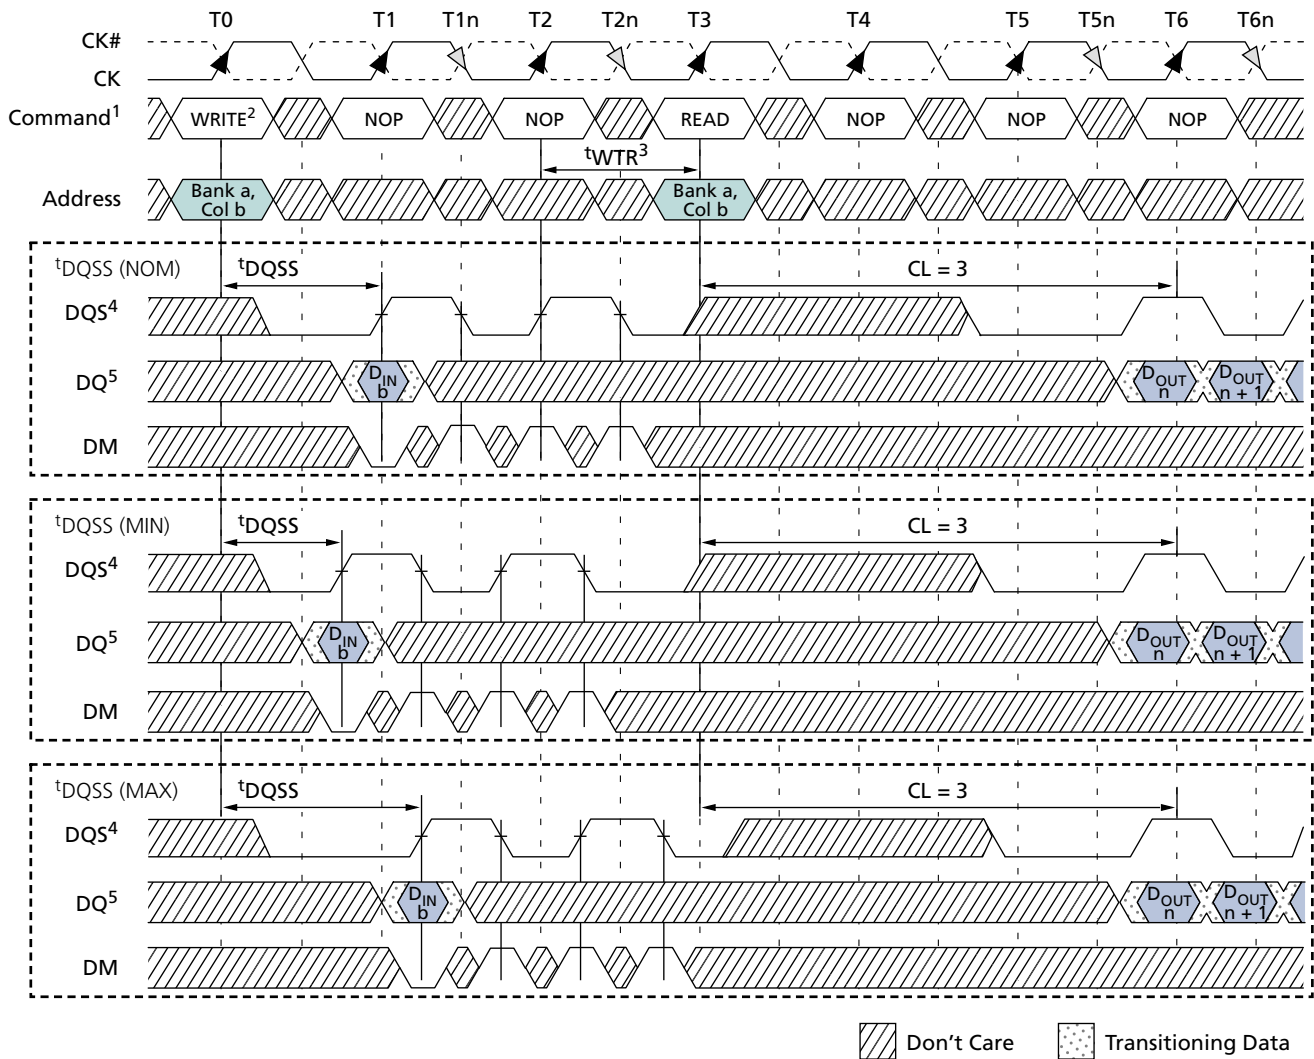 T0 T1 T1n T2 T2n T3 T4 T5 T5n T6 T6n
CK#
CK
Command1 WRITE2 NOP NOP READ NOP NOP NOP
tWTR3
Address Bank a, Col b Bank a, Col b
tDQSS (NOM) tDQSS CL = 3
DQS4
DQ5 DIN b DOUT n DOUT n + 1
DM
tDQSS (MIN) tDQSS CL = 3
DQS4
DQ5 DIN b DOUT n DOUT n + 1
DM
tDQSS (MAX) tDQSS CL = 3
DQS4
DQ5 DIN b DOUT n DOUT n + 1
DM
Don't Care Transitioning Data